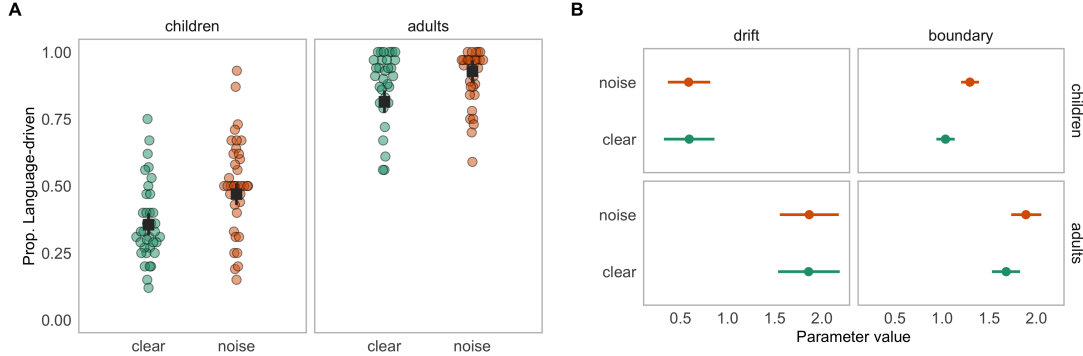 A
children
adults
Prop. Language-driven
1.00
0.75
0.50
0.25
0.00
clear
noise
clear
noise
B
drift
boundary
noise
clear
children
noise
clear
adults
0.5 1.0 1.5 2.0
0.5 1.0 1.5 2.0
Parameter value